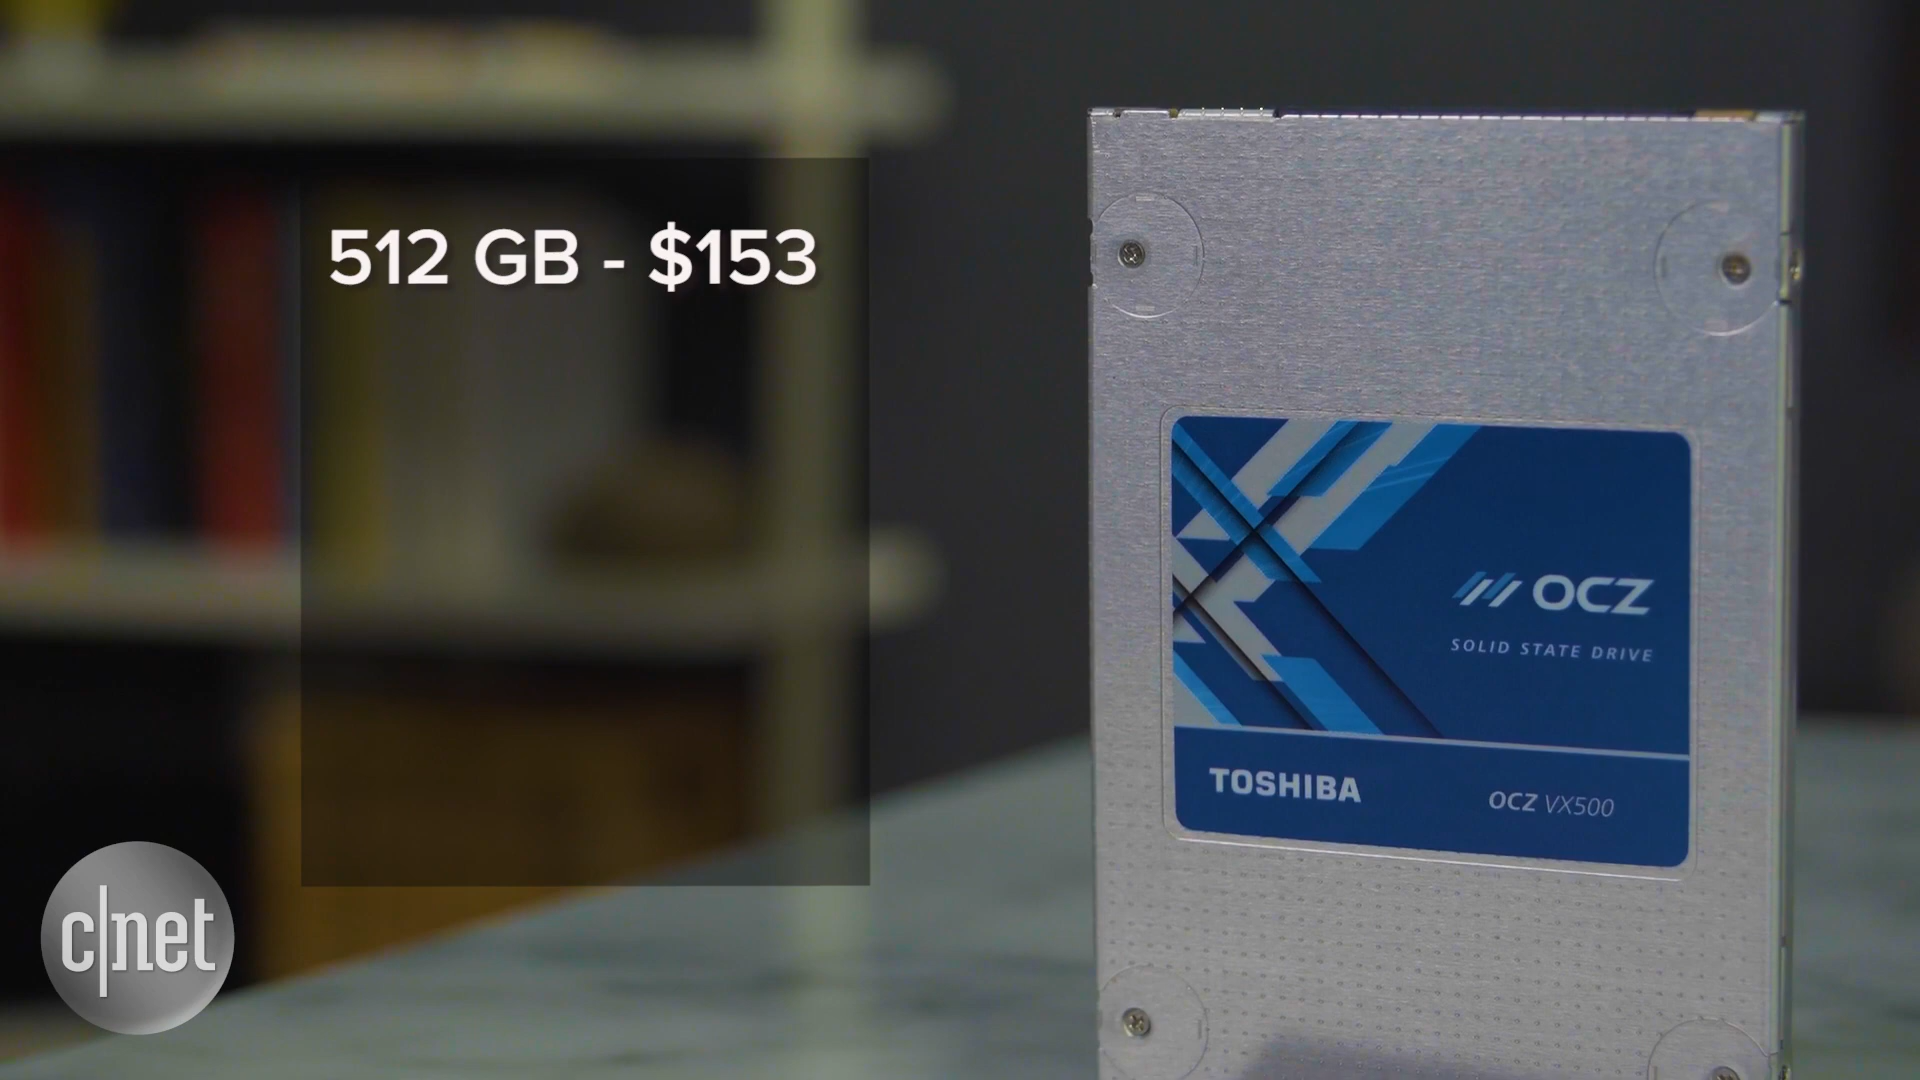 512 GB - $153
OCZ
SOLID STATE DRIVE
TOSHIBA
OCZ VX500
c|net